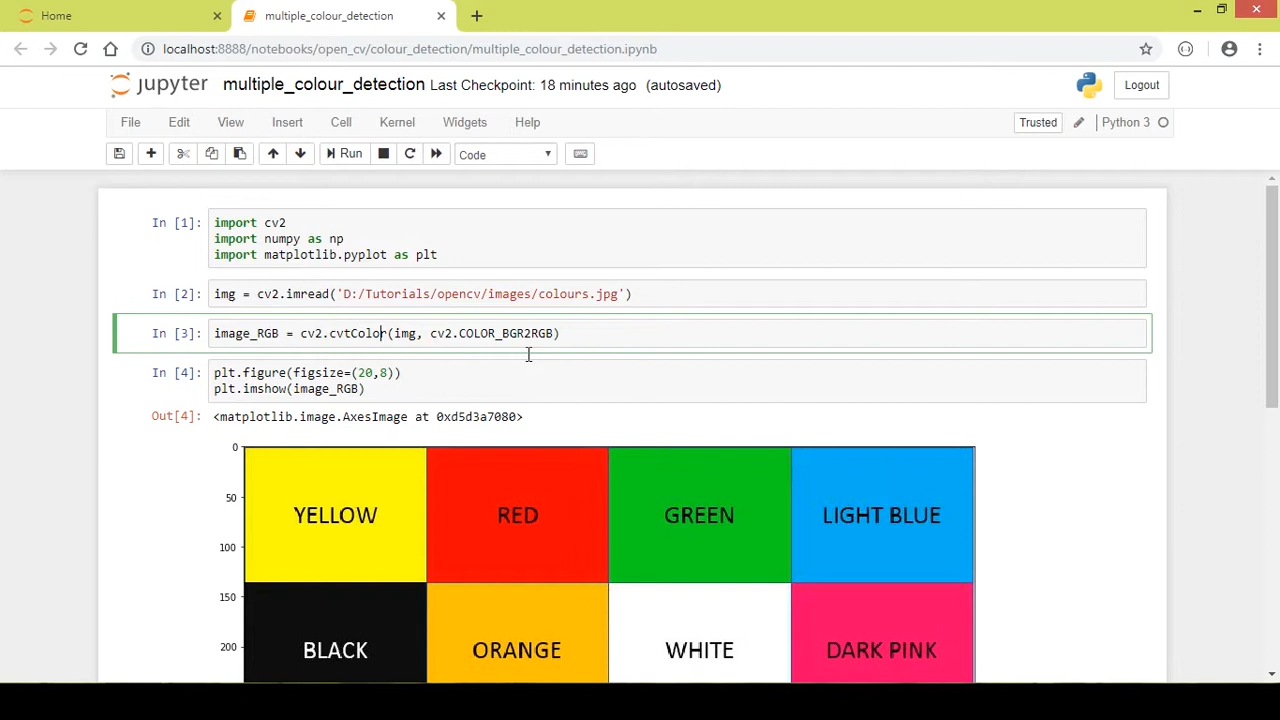 Home
multiple_colour_detection
localhost:8888/notebooks/open_cv/colour_detection/multiple_colour_detection.ipynb
jupyter multiple_colour_detection Last Checkpoint: 18 minutes ago (autosaved)
Logout
File Edit View Insert Cell Kernel Widgets Help
Trusted Python 3
Run Code
In [1]: import cv2
import numpy as np
import matplotlib.pyplot as plt
In [2]: img = cv2.imread('D:/Tutorials/opencv/images/colours.jpg')
In [3]: image_RGB = cv2.cvtColor(img, cv2.COLOR_BGR2RGB)
In [4]: plt.figure(figsize=(20,8))
plt.imshow(image_RGB)
Out[4]: <matplotlib.image.AxesImage at 0xd5d3a7080>
0
50
YELLOW RED GREEN LIGHT BLUE
100
150
200
BLACK ORANGE WHITE DARK PINK